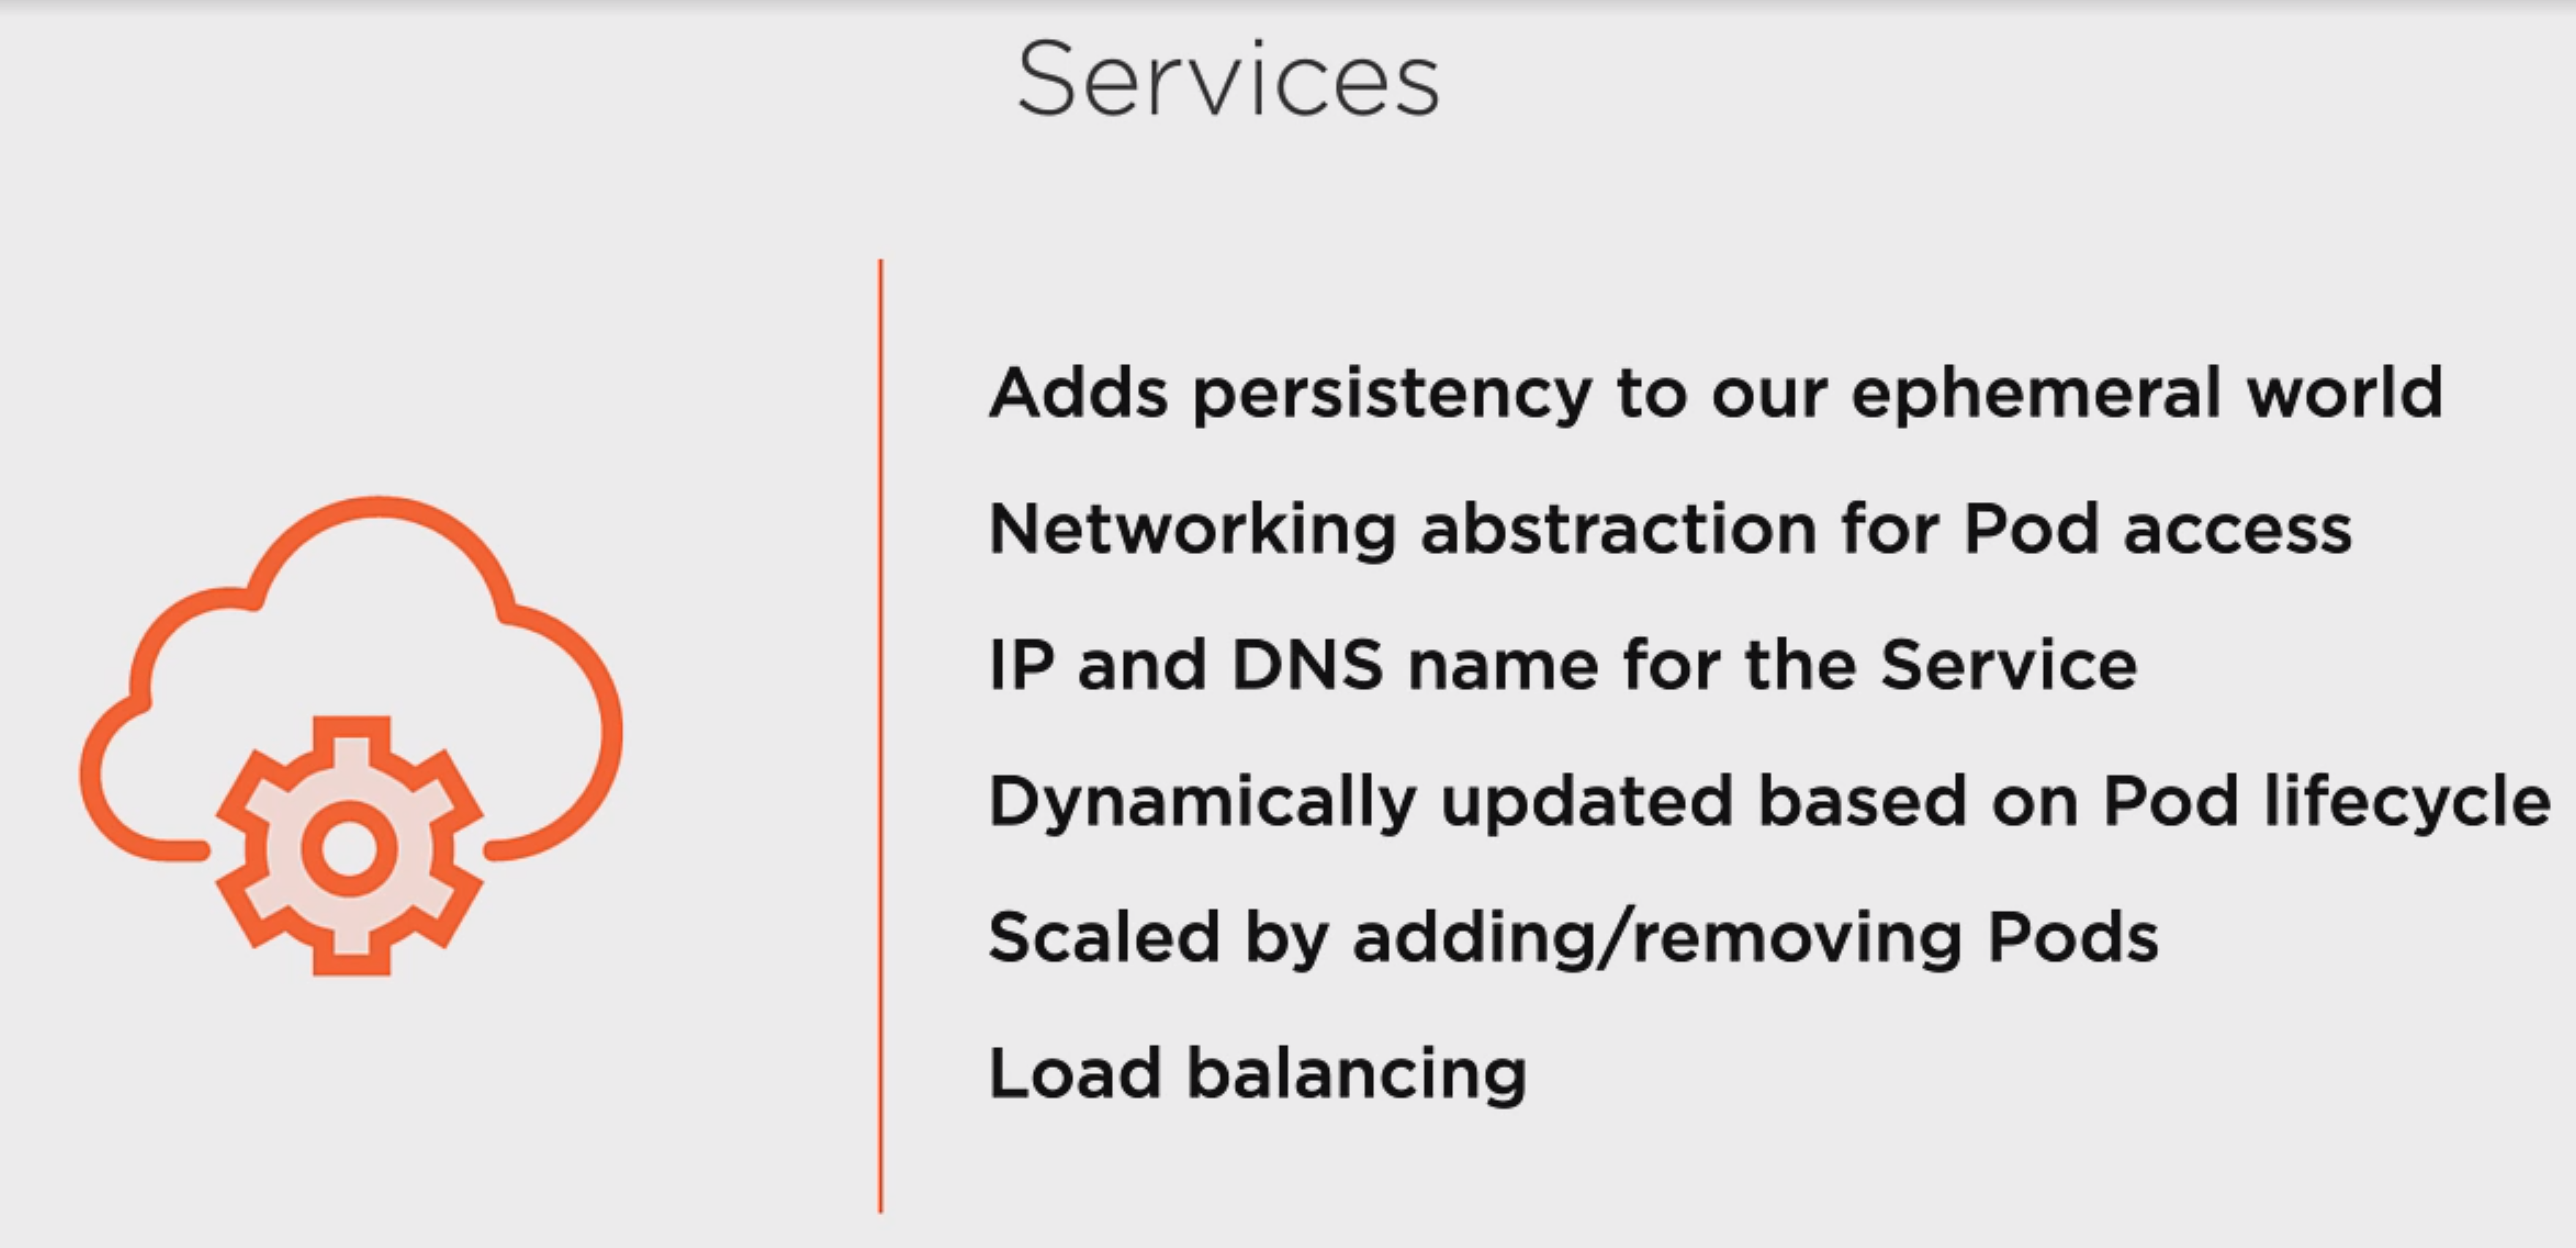 Services
Adds persistency to our ephemeral world
Networking abstraction for Pod access
IP and DNS name for the Service
Dynamically updated based on Pod lifecycle
Scaled by adding/removing Pods
Load balancing